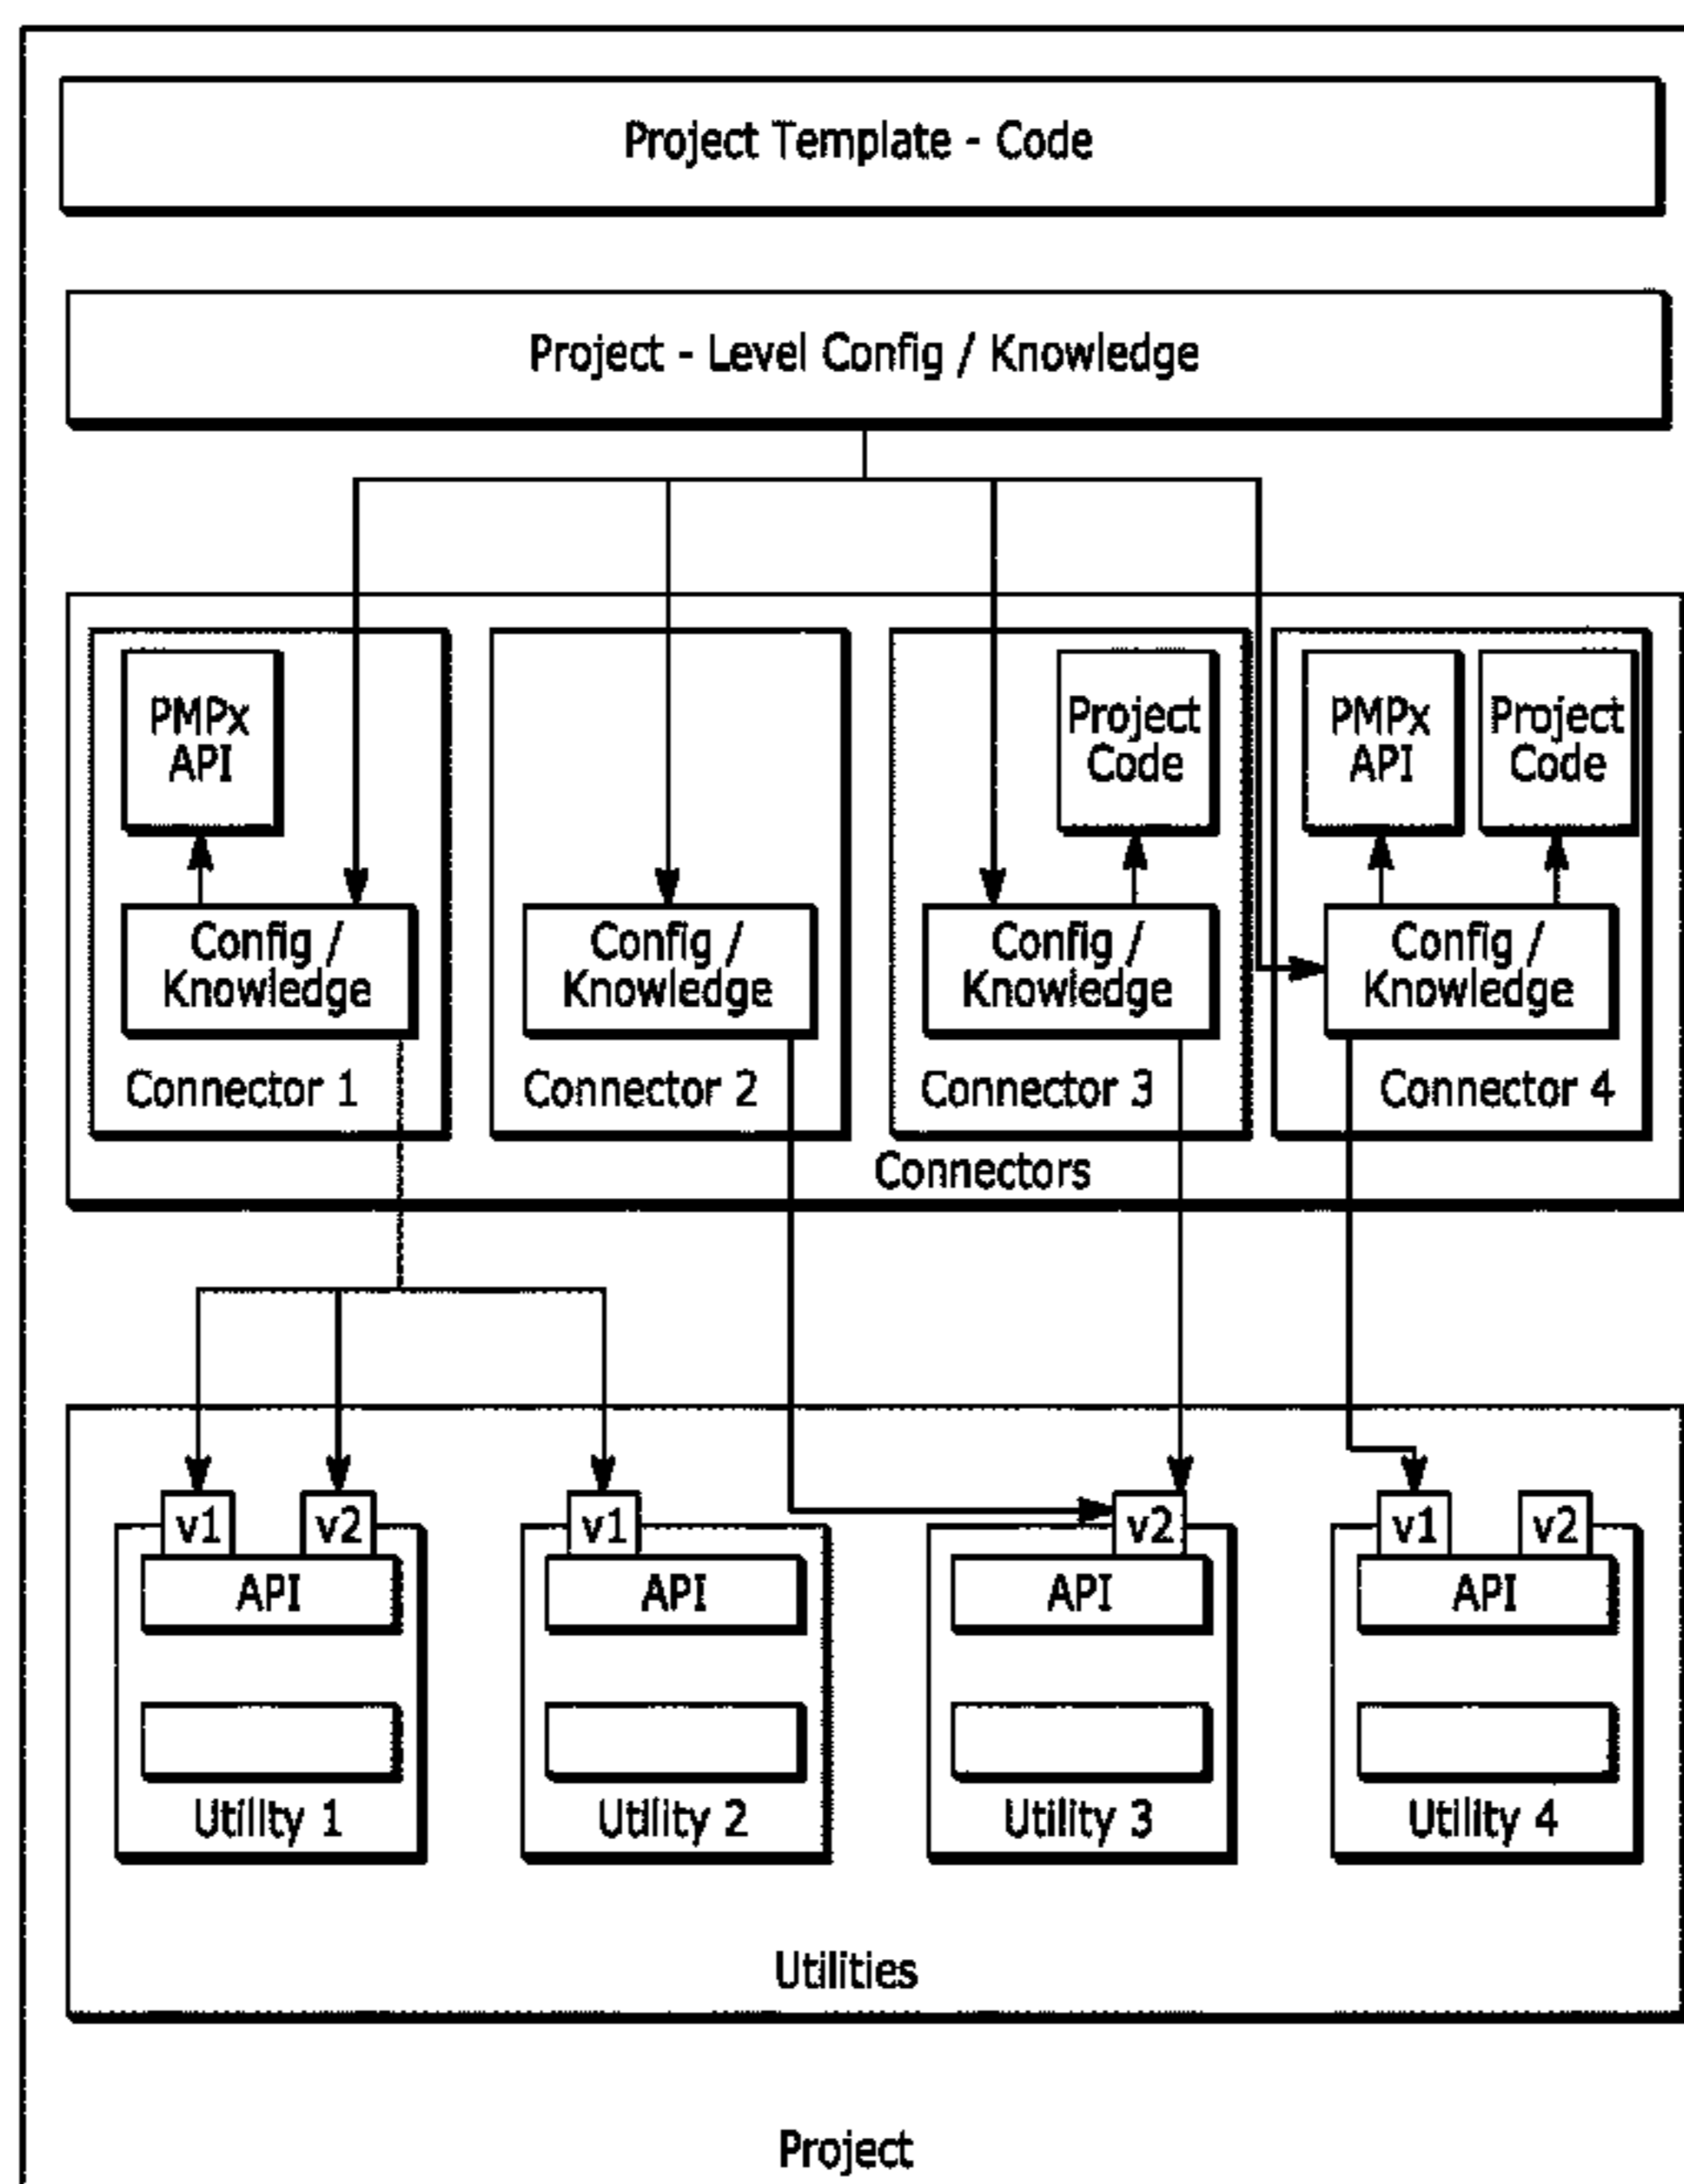 Project Template - Code
Project - Level Config / Knowledge
PMPx
API
Project
Code
PMPx
API
Project
Code
Config /
Knowledge
Config /
Knowledge
Config /
Knowledge
Config /
Knowledge
Connector 1
Connector 2
Connector 3
Connector 4
Connectors
v1
v2
v1
v2
v1
v2
API
API
API
API
Utility 1
Utility 2
Utility 3
Utility 4
Utilities
Project